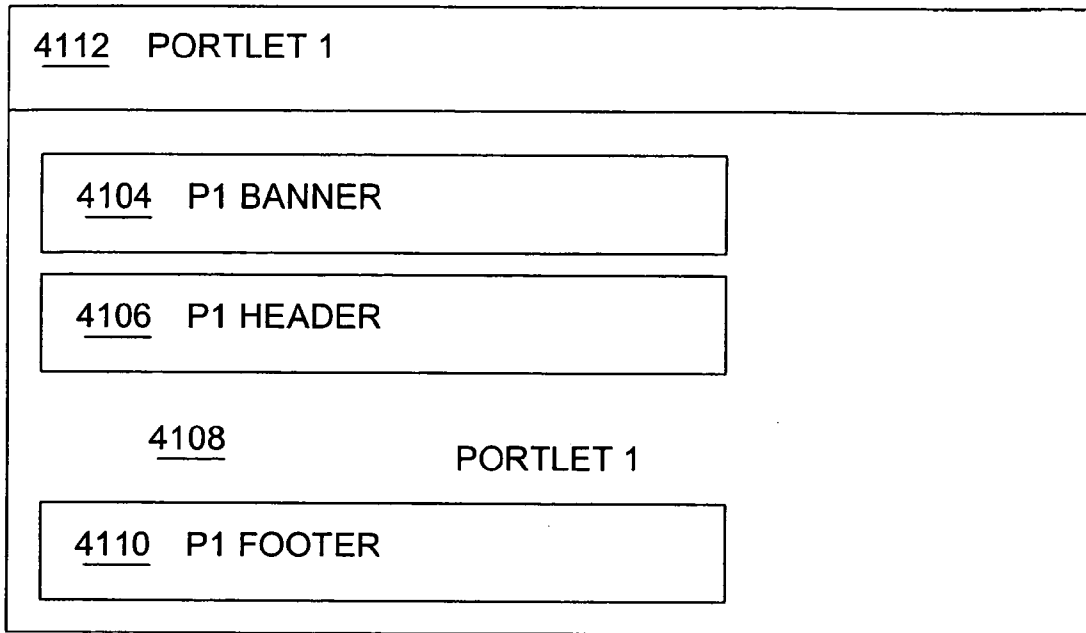 4112 PORTLET 1
4104 P1 BANNER
4106 P1 HEADER
4108 PORTLET 1
4110 P1 FOOTER